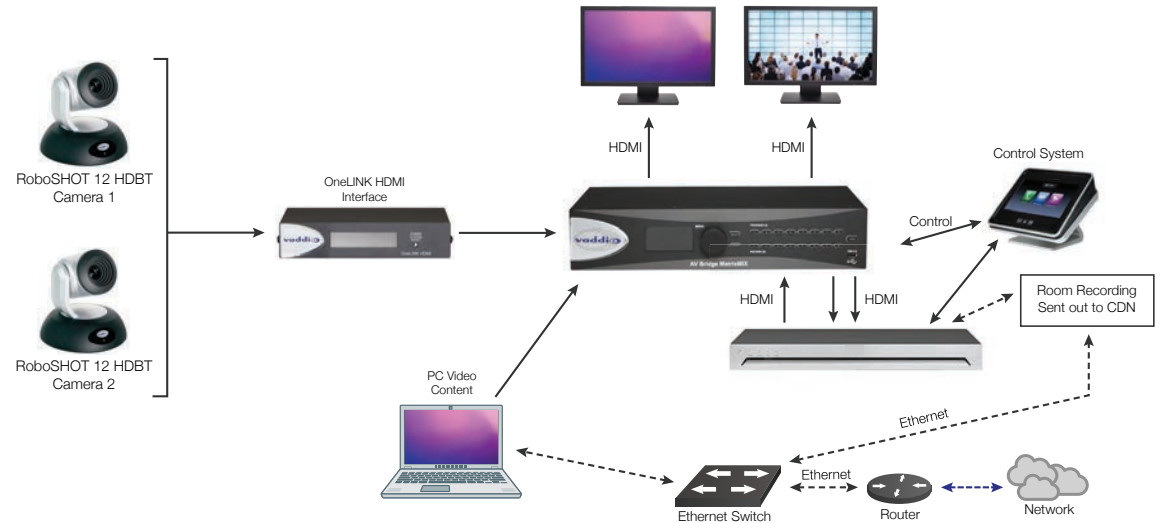 RoboSHOT 12 HDBT
Camera 1
RoboSHOT 12 HDBT
Camera 2
OneLINK HDMI
Interface
vaddio
OneLINK HDMI
HDMI
HDMI
vaddio
AV Bridge MatrixMIX
Control System
Control
HDMI
HDMI
Room Recording
Sent out to CDN
PC Video
Content
Ethernet
Ethernet
Ethernet Switch
Router
Network